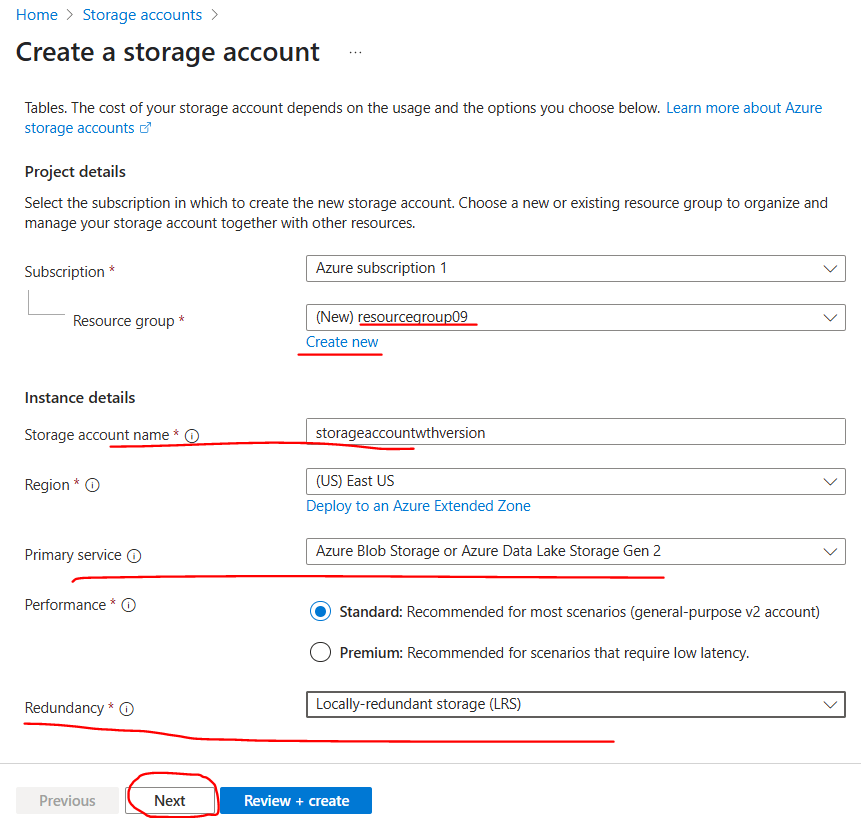 Home > Storage accounts >
Create a storage account ...
Tables. The cost of your storage account depends on the usage and the options you choose below. Learn more about Azure
storage accounts
Project details
Select the subscription in which to create the new storage account. Choose a new or existing resource group to organize and
manage your storage account together with other resources.
Subscription * Azure subscription 1
Resource group * (New) resourcegroup09
Create new
Instance details
Storage account name * storageaccountwthversion
Region * (US) East US
Deploy to an Azure Extended Zone
Primary service Azure Blob Storage or Azure Data Lake Storage Gen 2
Performance * Standard: Recommended for most scenarios (general-purpose v2 account)
Premium: Recommended for scenarios that require low latency.
Redundancy * Locally-redundant storage (LRS)
Previous Next Review + create